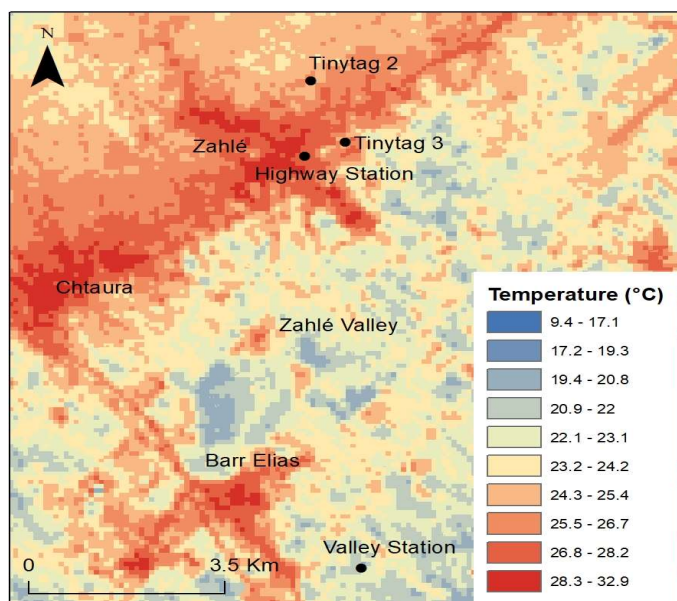 N
Tinytag 2
Zahlé
Tinytag 3
Highway Station
Chtaura
Zahlé Valley
Barr Elias
Valley Station
0 3.5 Km
Temperature (°C)
9.4 - 17.1
17.2 - 19.3
19.4 - 20.8
20.9 - 22
22.1 - 23.1
23.2 - 24.2
24.3 - 25.4
25.5 - 26.7
26.8 - 28.2
28.3 - 32.9